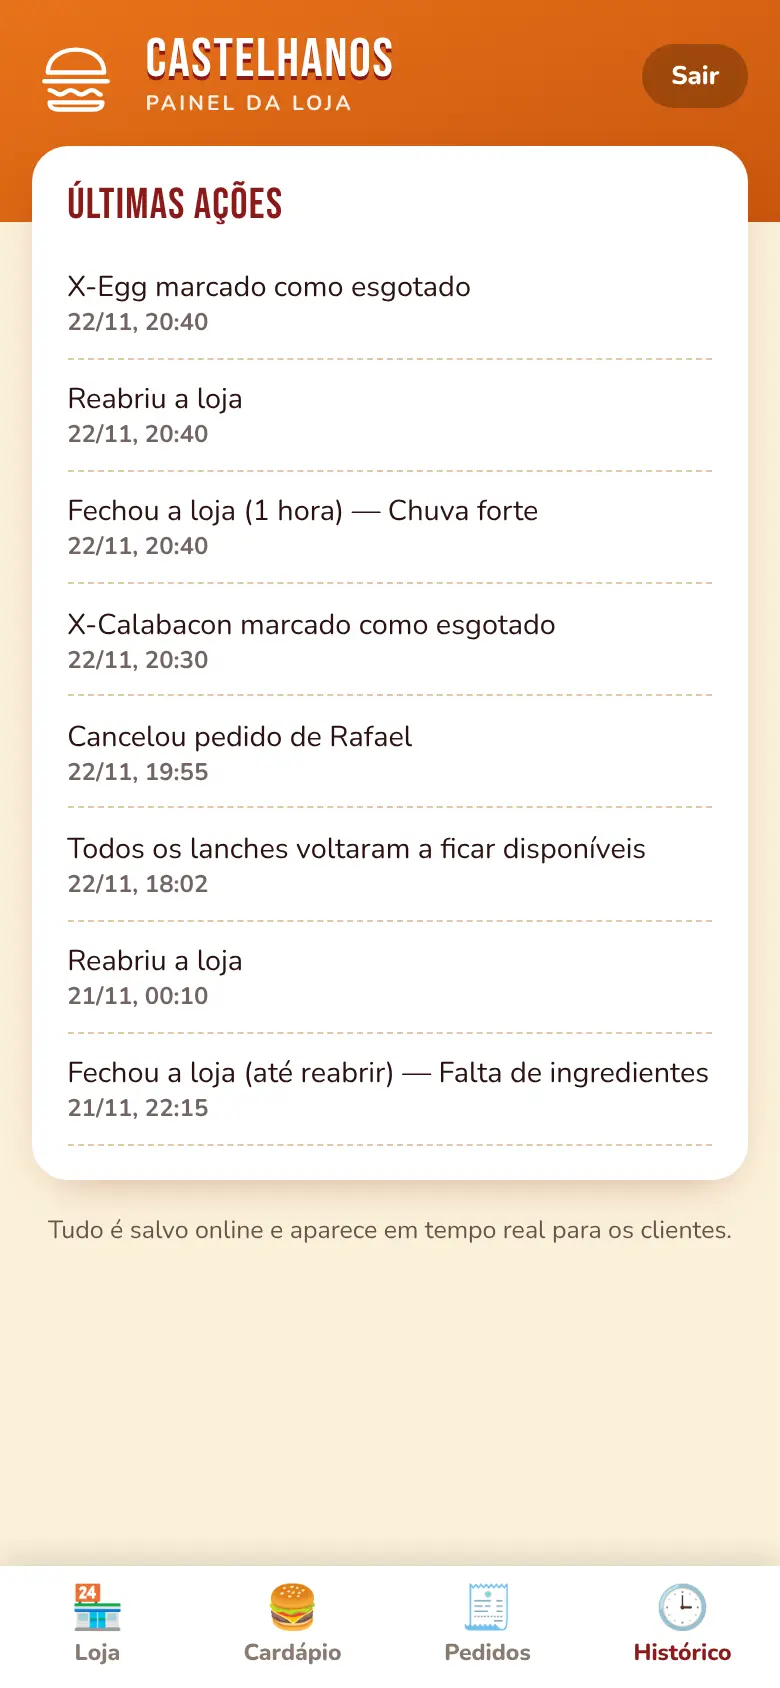 CASTELHANOS
PAINEL DA LOJA
Sair
ÚLTIMAS AÇÕES
X-Egg marcado como esgotado
22/11, 20:40
Reabriu a loja
22/11, 20:40
Fechou a loja (1 hora) — Chuva forte
22/11, 20:40
X-Calabacon marcado como esgotado
22/11, 20:30
Cancelou pedido de Rafael
22/11, 19:55
Todos os lanches voltaram a ficar disponíveis
22/11, 18:02
Reabriu a loja
21/11, 00:10
Fechou a loja (até reabrir) — Falta de ingredientes
21/11, 22:15
Tudo é salvo online e aparece em tempo real para os clientes.
24
Loja
Cardápio
Pedidos
Histórico